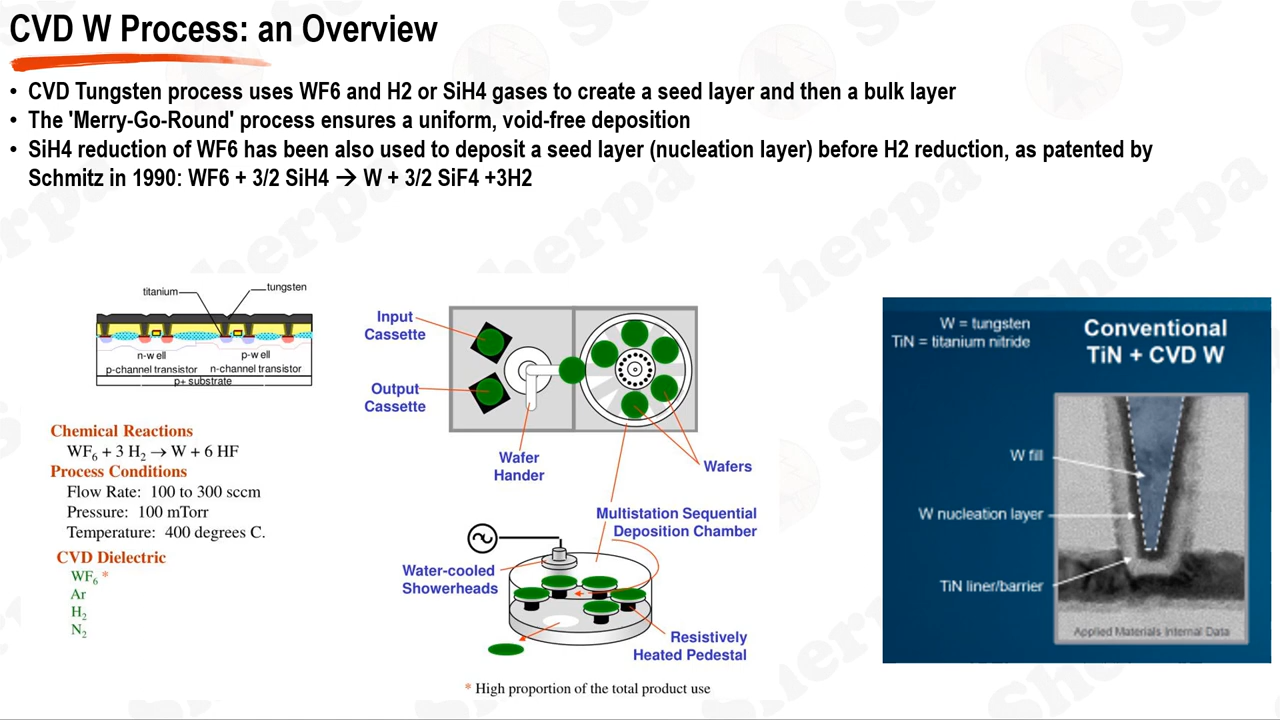 CVD W Process: an Overview
• CVD Tungsten process uses WF6 and H2 or SiH4 gases to create a seed layer and then a bulk layer
• The 'Merry-Go-Round' process ensures a uniform, void-free deposition
• SiH4 reduction of WF6 has been also used to deposit a seed layer (nucleation layer) before H2 reduction, as patented by
Schmitz in 1990: WF6 + 3/2 SiH4 → W + 3/2 SiF4 +3H2
titanium
tungsten
n-well
p-well
p-channel transistor
n-channel transistor
p+ substrate
Chemical Reactions
WF₆ + 3 H₂ → W + 6 HF
Process Conditions
Flow Rate: 100 to 300 sccm
Pressure: 100 mTorr
Temperature: 400 degrees C.
CVD Dielectric
WF₆ *
Ar
H₂
N₂
Input
Cassette
Output
Cassette
Wafer
Hander
Wafers
Multistation Sequential
Deposition Chamber
Water-cooled
Showerheads
Resistively
Heated Pedestal
* High proportion of the total product use
W = tungsten
TiN = titanium nitride
Conventional
TiN + CVD W
W fill
W nucleation layer
TiN liner/barrier
Applied Materials Internal Data
Sherpa
Sherpa
Sherpa
Sherpa